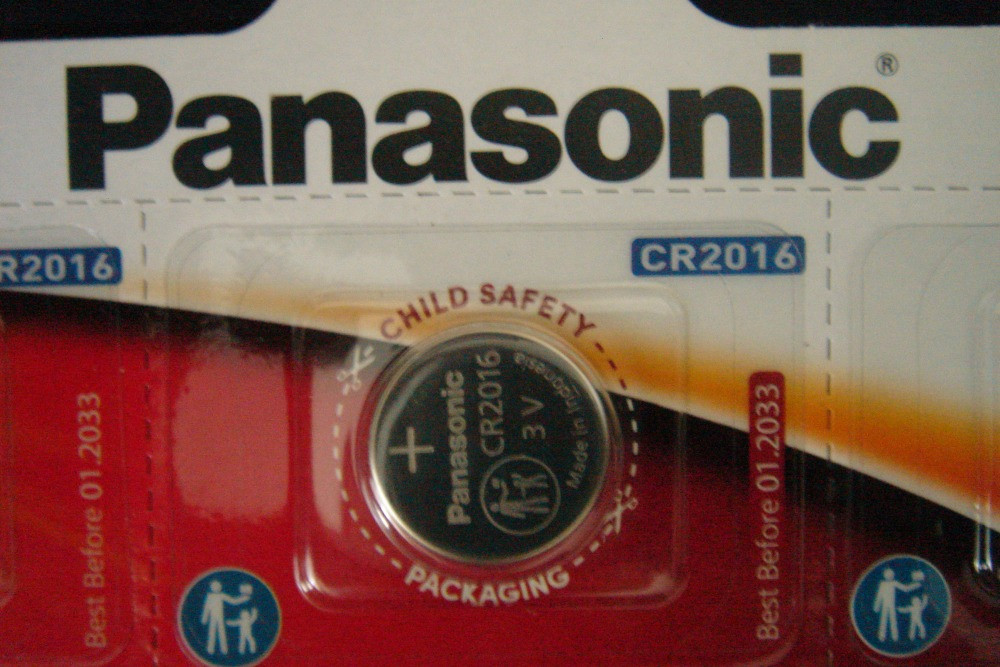 Panasonic®
R2016
CR2016
CHILD SAFETY
Panasonic
CR2016
3 V
Made in Indonesia
+
PACKAGING
Best Before 01.2033
Best Before 01.2033